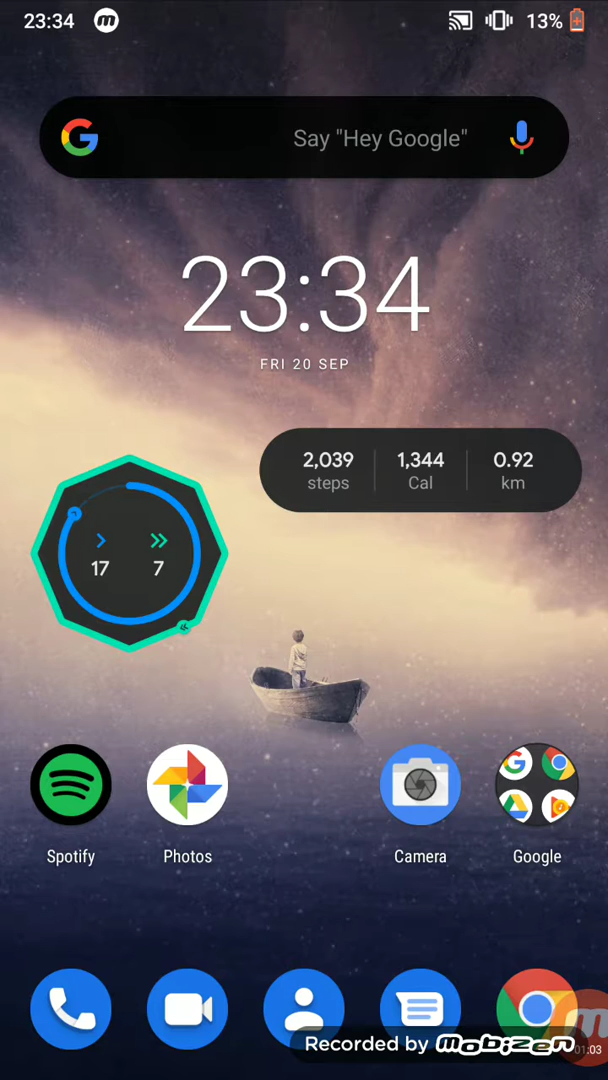 23:34 m 13%
G Say "Hey Google"
23:34
FRI 20 SEP
2,039 1,344 0.92
steps Cal km
> >>
17 7
Spotify Photos Camera Google
Recorded by mobizen
01:03